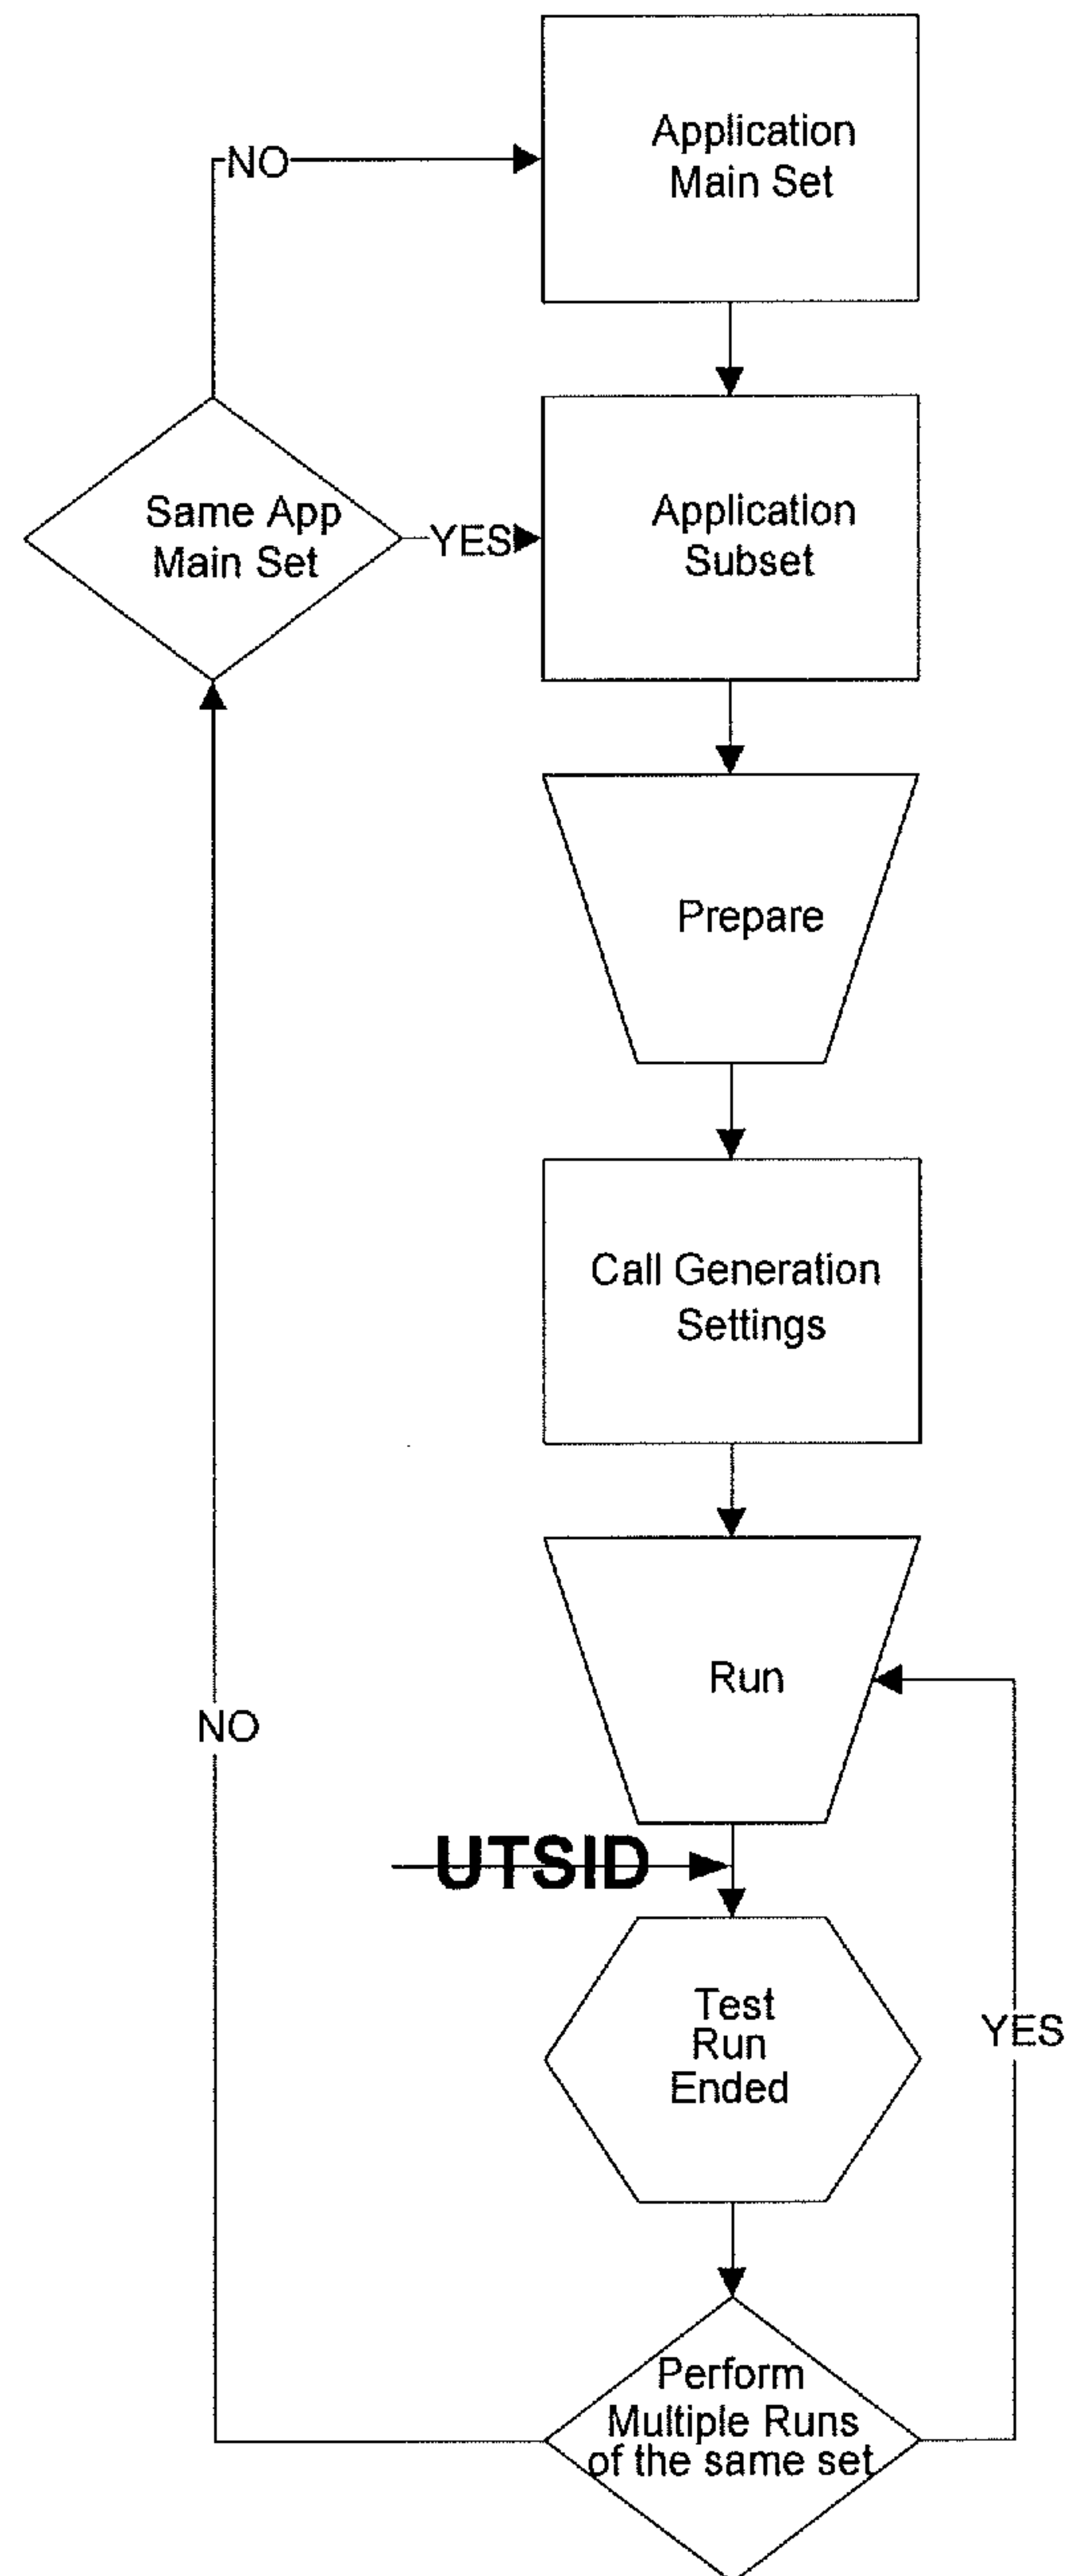 Application
Main Set
NO
Same App
Main Set
YES
Application
Subset
Prepare
Call Generation
Settings
Run
NO
UTSID
Test
Run
Ended
YES
Perform
Multiple Runs
of the same set